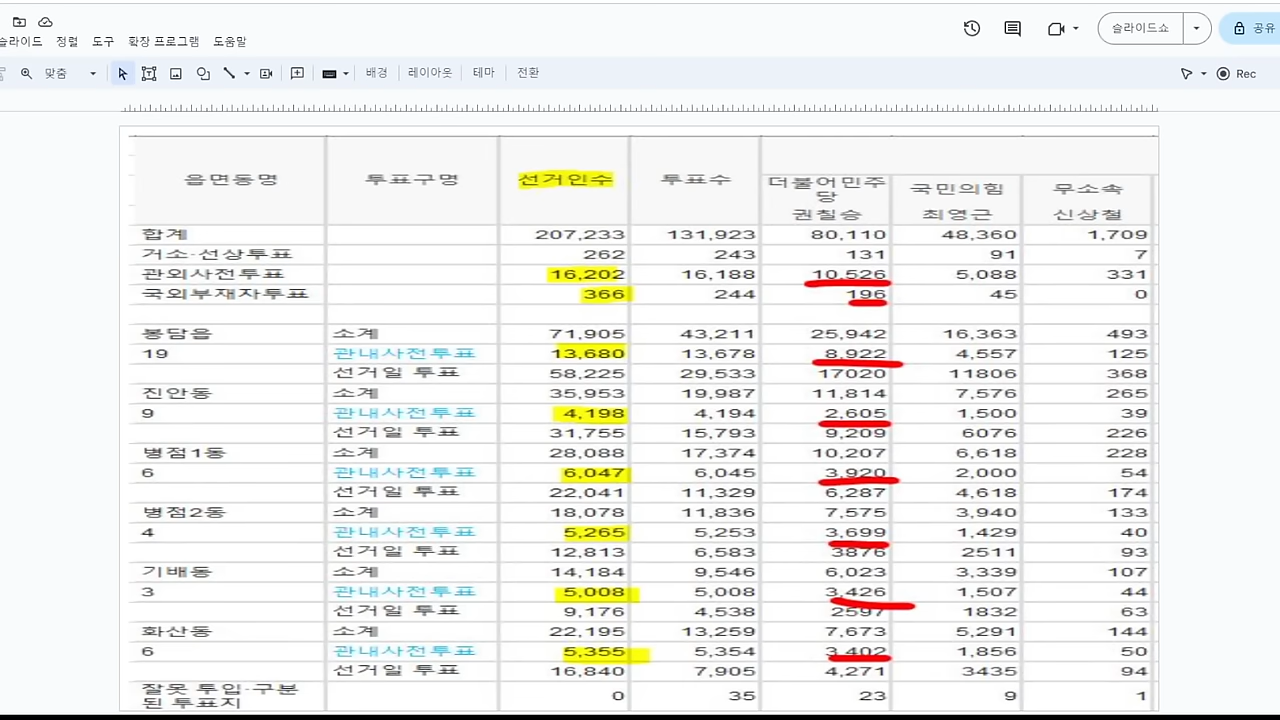 슬라이드 정렬 도구 확장 프로그램 도움말
슬라이드쇼 공유
맞춤 배경 레이아웃 테마 전환 Rec
읍면동명 투표구명 선거인수 투표수 더불어민주당 권칠승 국민의힘 최영근 무소속 신상철
합계 207,233 131,923 80,110 48,360 1,709
거소·선상투표 262 243 131 91 7
관외사전투표 16,202 16,188 10,526 5,088 331
국외부재자투표 366 244 196 45 0
봉담읍 소계 71,905 43,211 25,942 16,363 493
19 관내사전투표 13,680 13,678 8,922 4,557 125
선거일 투표 58,225 29,533 17020 11806 368
진안동 소계 35,953 19,987 11,814 7,576 265
9 관내사전투표 4,198 4,194 2,605 1,500 39
선거일 투표 31,755 15,793 9,209 6076 226
병점1동 소계 28,088 17,374 10,207 6,618 228
6 관내사전투표 6,047 6,045 3,920 2,000 54
선거일 투표 22,041 11,329 6,287 4,618 174
병점2동 소계 18,078 11,836 7,575 3,940 133
4 관내사전투표 5,265 5,253 3,699 1,429 40
선거일 투표 12,813 6,583 3876 2511 93
기배동 소계 14,184 9,546 6,023 3,339 107
3 관내사전투표 5,008 5,008 3,426 1,507 44
선거일 투표 9,176 4,538 2597 1832 63
화산동 소계 22,195 13,259 7,673 5,291 144
6 관내사전투표 5,355 5,354 3,402 1,856 50
선거일 투표 16,840 7,905 4,271 3435 94
잘못 투입·구분된 투표지 0 35 23 9 1